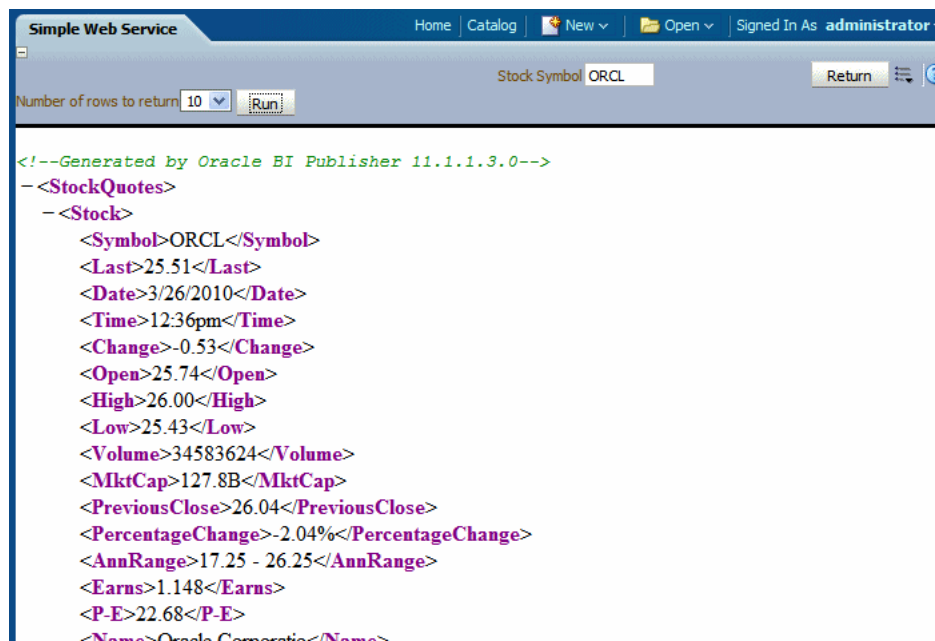 Simple Web Service Home Catalog New Open Signed In As administrator
Stock Symbol ORCL Return
Number of rows to return 10 Run
<!--Generated by Oracle BI Publisher 11.1.1.3.0-->
– <StockQuotes>
– <Stock>
<Symbol>ORCL</Symbol>
<Last>25.51</Last>
<Date>3/26/2010</Date>
<Time>12:36pm</Time>
<Change>-0.53</Change>
<Open>25.74</Open>
<High>26.00</High>
<Low>25.43</Low>
<Volume>34583624</Volume>
<MktCap>127.8B</MktCap>
<PreviousClose>26.04</PreviousClose>
<PercentageChange>-2.04%</PercentageChange>
<AnnRange>17.25 - 26.25</AnnRange>
<Earns>1.148</Earns>
<P-E>22.68</P-E>
<Name>Oracle Corporatio</Name>